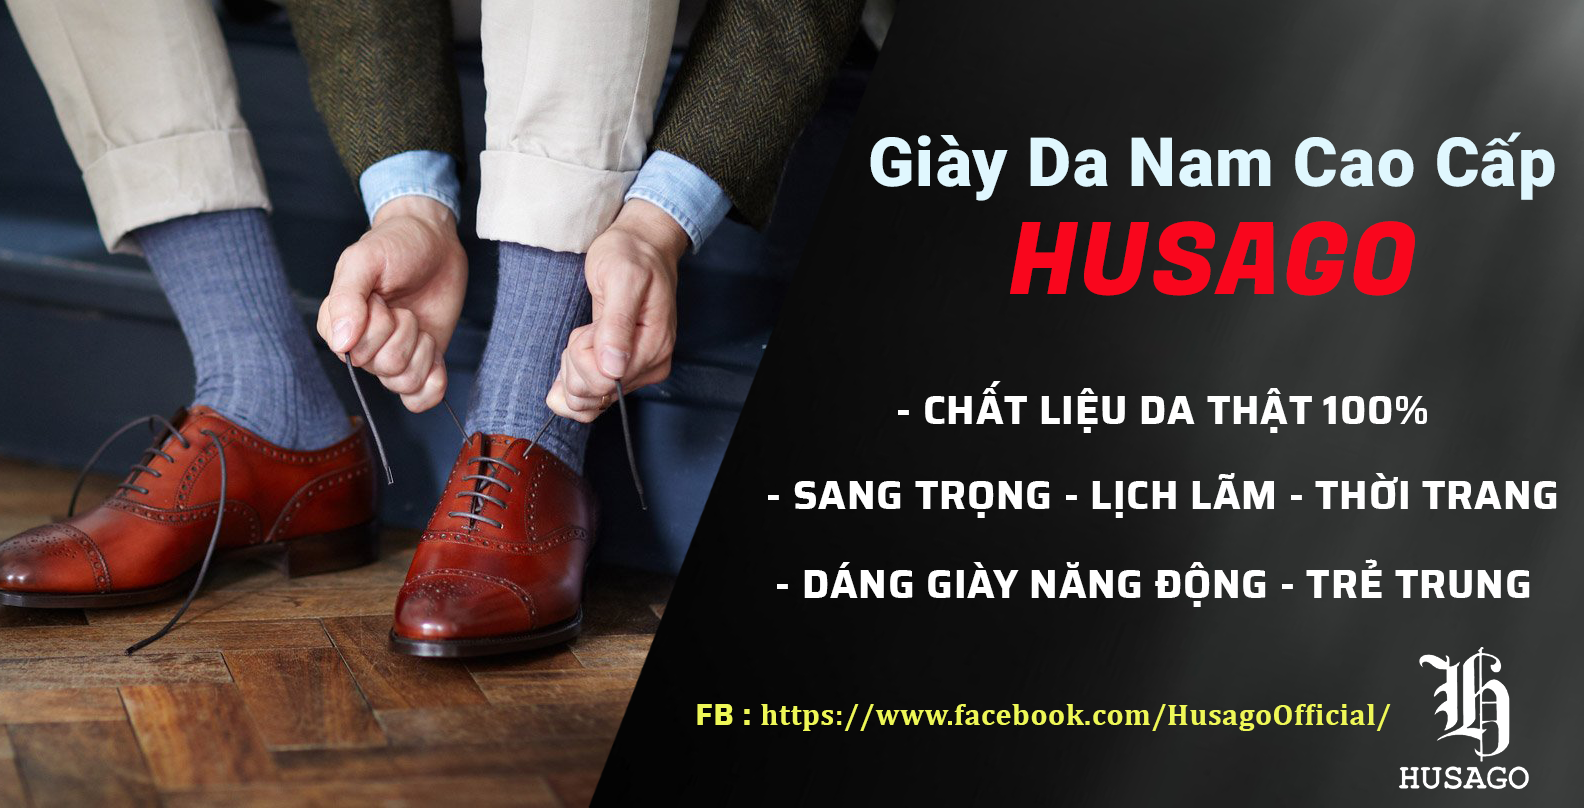 Giày Da Nam Cao Cấp
HUSAGO
- CHẤT LIỆU DA THẬT 100%
- SANG TRỌNG - LỊCH LÃM - THỜI TRANG
- DÁNG GIÀY NĂNG ĐỘNG - TRẺ TRUNG
FB : https://www.facebook.com/HusagoOfficial/
H
HUSAGO